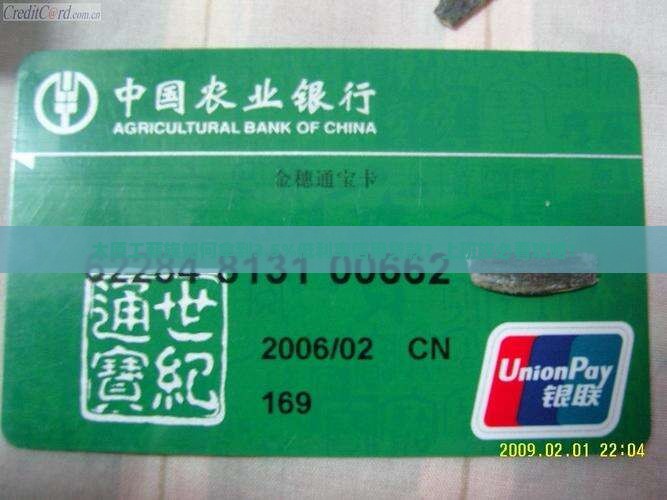 CreditCard.com.cn
中国农业银行
AGRICULTURAL BANK OF CHINA
金穗通宝卡
62284 8131 00662
世纪
通寶
2006/02 CN
169
UnionPay
银联
2009.02.01 22:04